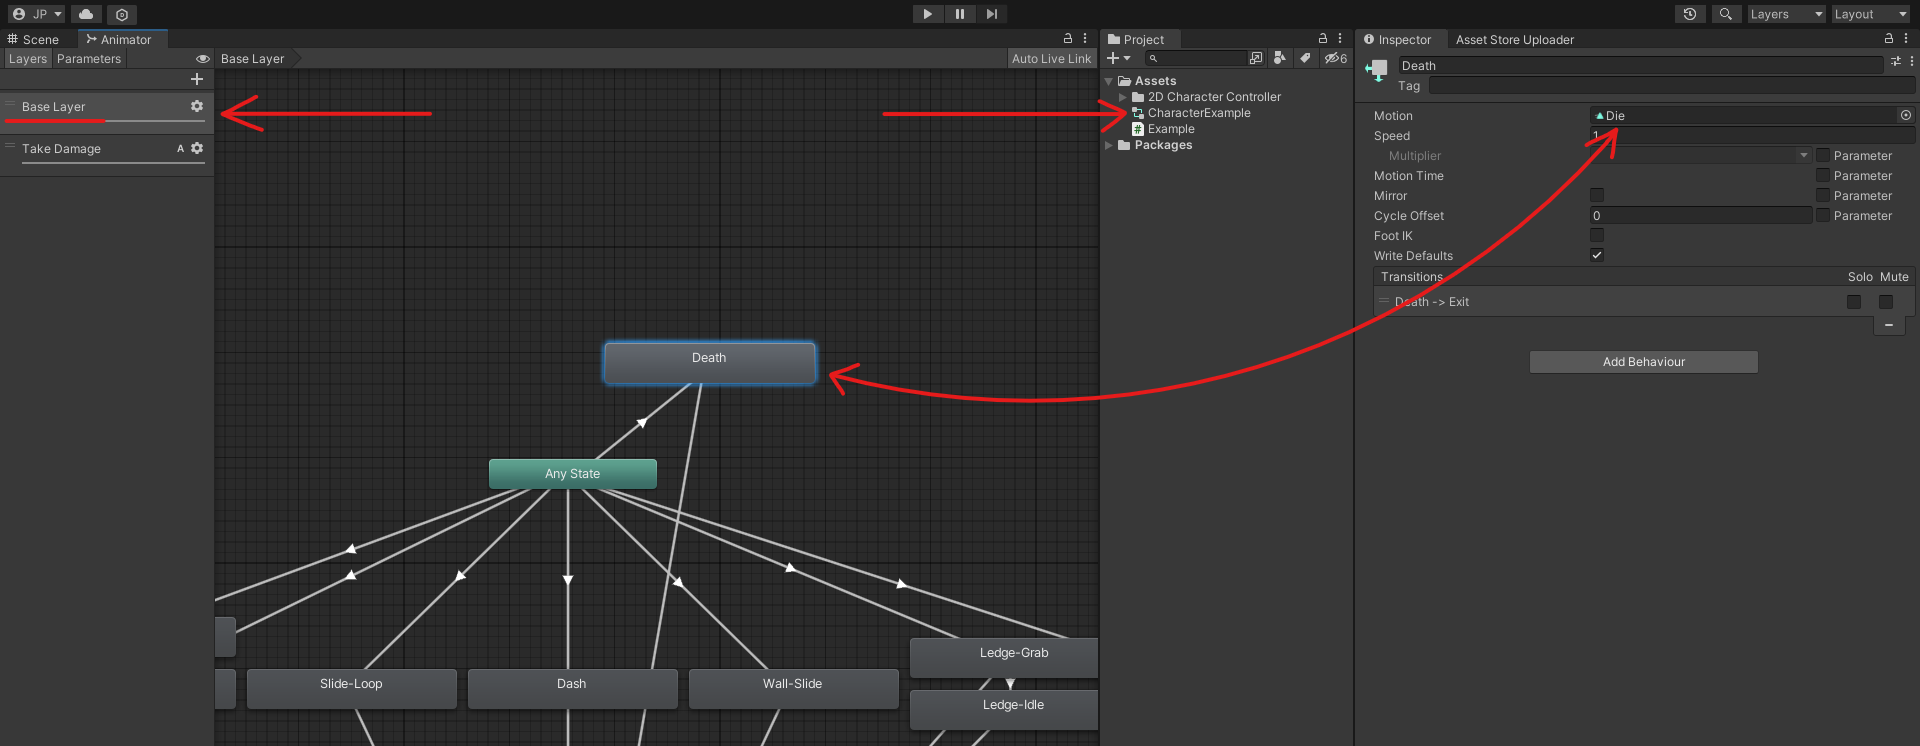 JP
Layers
Layout
Scene
Animator
Layers
Parameters
Base Layer
Auto Live Link
Base Layer
Take Damage
A
Death
Any State
Slide-Loop
Dash
Wall-Slide
Ledge-Grab
Ledge-Idle
Project
6
Assets
2D Character Controller
CharacterExample
Example
Packages
Inspector
Asset Store Uploader
Death
Tag
Motion
Die
Speed
1
Multiplier
Parameter
Motion Time
Parameter
Mirror
Parameter
Cycle Offset
0
Parameter
Foot IK
Write Defaults
Transitions
Solo
Mute
Death -> Exit
Add Behaviour